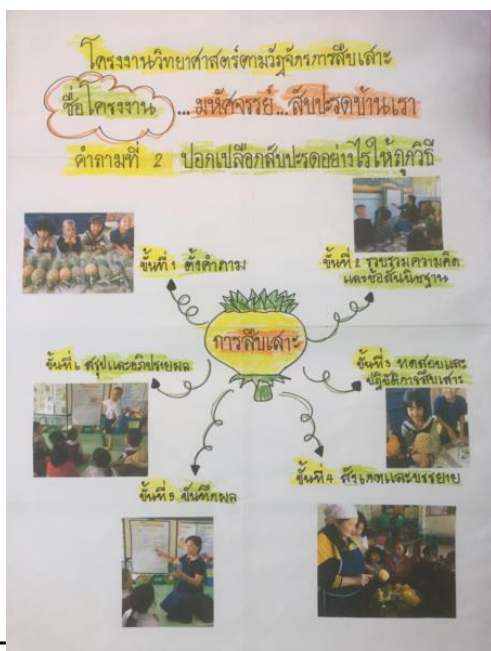 โครงงานวิทยาศาสตร์ตามวัฏจักรการสืบเสาะ
ชื่อโครงงาน ...มหัศจรรย์...สับปะรดบ้านเรา
คำถามที่ 2 ปอกเปลือกสับปะรดอย่างไรให้ถูกวิธี
ขั้นที่ 1 ตั้งคำถาม
ขั้นที่ 2 รวบรวมความคิด
และข้อสันนิษฐาน
การสืบเสาะ
ขั้นที่ 6 สรุปและอภิปรายผล
ขั้นที่ 3 ทดสอบและ
ปฏิบัติการสืบเสาะ
ขั้นที่ 5 บันทึกผล
ขั้นที่ 4 สังเกตและบรรยาย